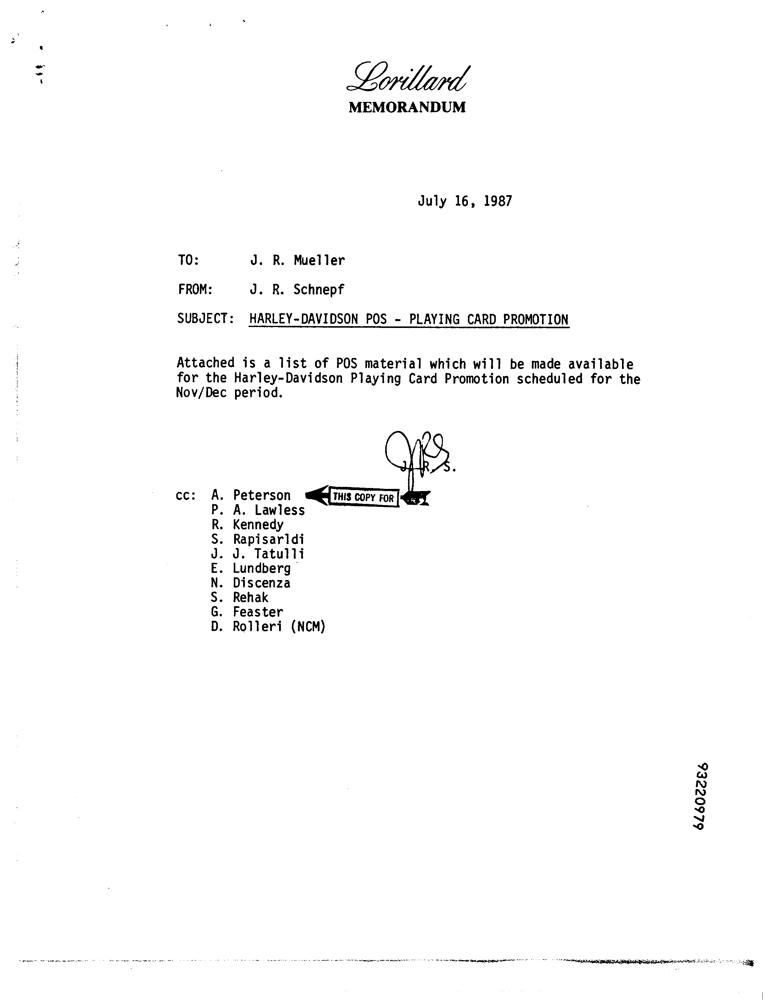 Lorillard
MEMORANDUM
July 16, 1987
TO: J. R. Mueller
FROM: J. R. Schnepf
SUBJECT: HARLEY-DAVIDSON POS - PLAYING CARD PROMOTION
Attached is a list of POS material which will be made available
for the Harley-Davidson Playing Card Promotion scheduled for the
Nov/Dec period.
J. R. S.
cc: A. Peterson THIS COPY FOR
P. A. Lawless
R. Kennedy
S. Rapisarldi
J. J. Tatulli
E. Lundberg
N. Discenza
S. Rehak
G. Feaster
D. Rolleri (NCM)
93220979